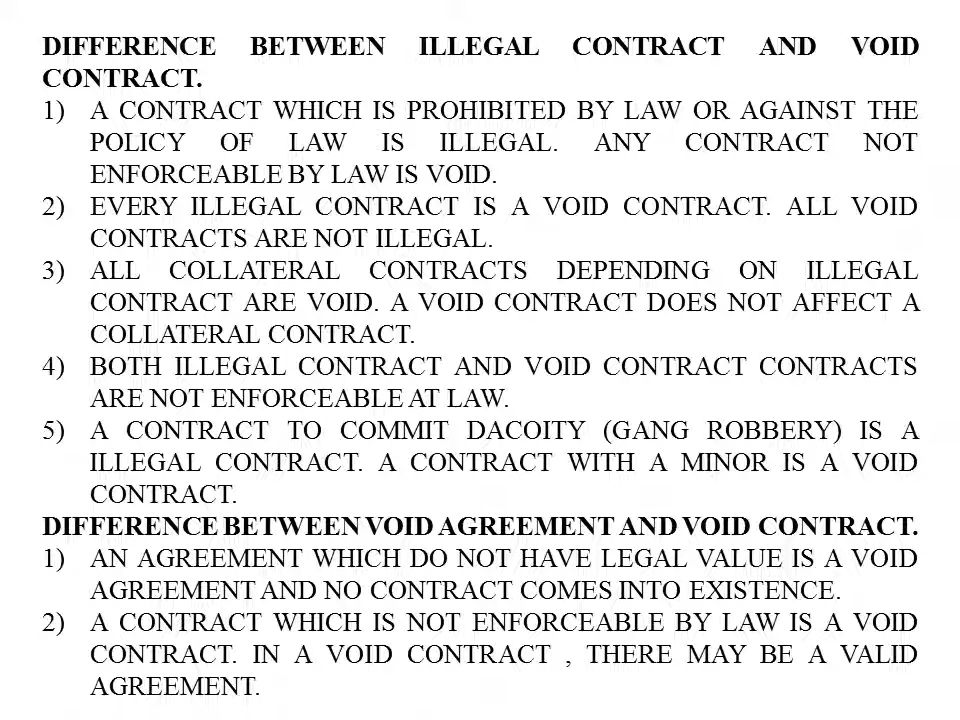 DIFFERENCE BETWEEN ILLEGAL CONTRACT AND VOID
CONTRACT.
1) A CONTRACT WHICH IS PROHIBITED BY LAW OR AGAINST THE
POLICY OF LAW IS ILLEGAL. ANY CONTRACT NOT
ENFORCEABLE BY LAW IS VOID.
2) EVERY ILLEGAL CONTRACT IS A VOID CONTRACT. ALL VOID
CONTRACTS ARE NOT ILLEGAL.
3) ALL COLLATERAL CONTRACTS DEPENDING ON ILLEGAL
CONTRACT ARE VOID. A VOID CONTRACT DOES NOT AFFECT A
COLLATERAL CONTRACT.
4) BOTH ILLEGAL CONTRACT AND VOID CONTRACT CONTRACTS
ARE NOT ENFORCEABLE AT LAW.
5) A CONTRACT TO COMMIT DACOITY (GANG ROBBERY) IS A
ILLEGAL CONTRACT. A CONTRACT WITH A MINOR IS A VOID
CONTRACT.
DIFFERENCE BETWEEN VOID AGREEMENT AND VOID CONTRACT.
1) AN AGREEMENT WHICH DO NOT HAVE LEGAL VALUE IS A VOID
AGREEMENT AND NO CONTRACT COMES INTO EXISTENCE.
2) A CONTRACT WHICH IS NOT ENFORCEABLE BY LAW IS A VOID
CONTRACT. IN A VOID CONTRACT , THERE MAY BE A VALID
AGREEMENT.